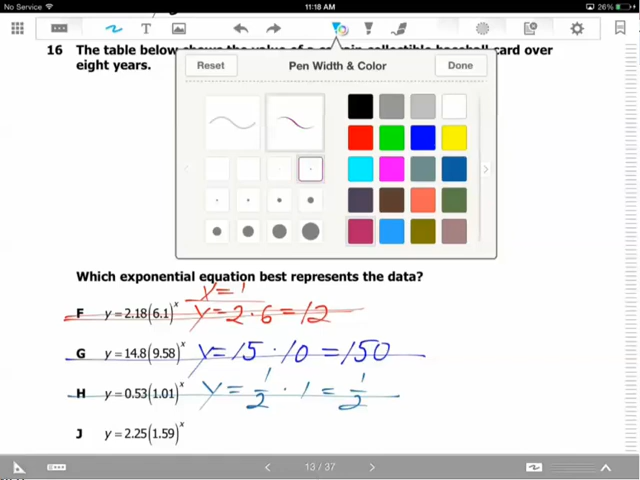 No Service
11:18 AM
26%
T
16 The table below shows the value of a certain collectible baseball card over
eight years.
Reset
Pen Width & Color
Done
Which exponential equation best represents the data?
y=1
F y = 2.18(6.1)^x y=2·6=12
G y = 14.8(9.58)^x y=15·10=150
H y = 0.53(1.01)^x y=1/2·1=1/2
J y = 2.25(1.59)^x
13 / 37